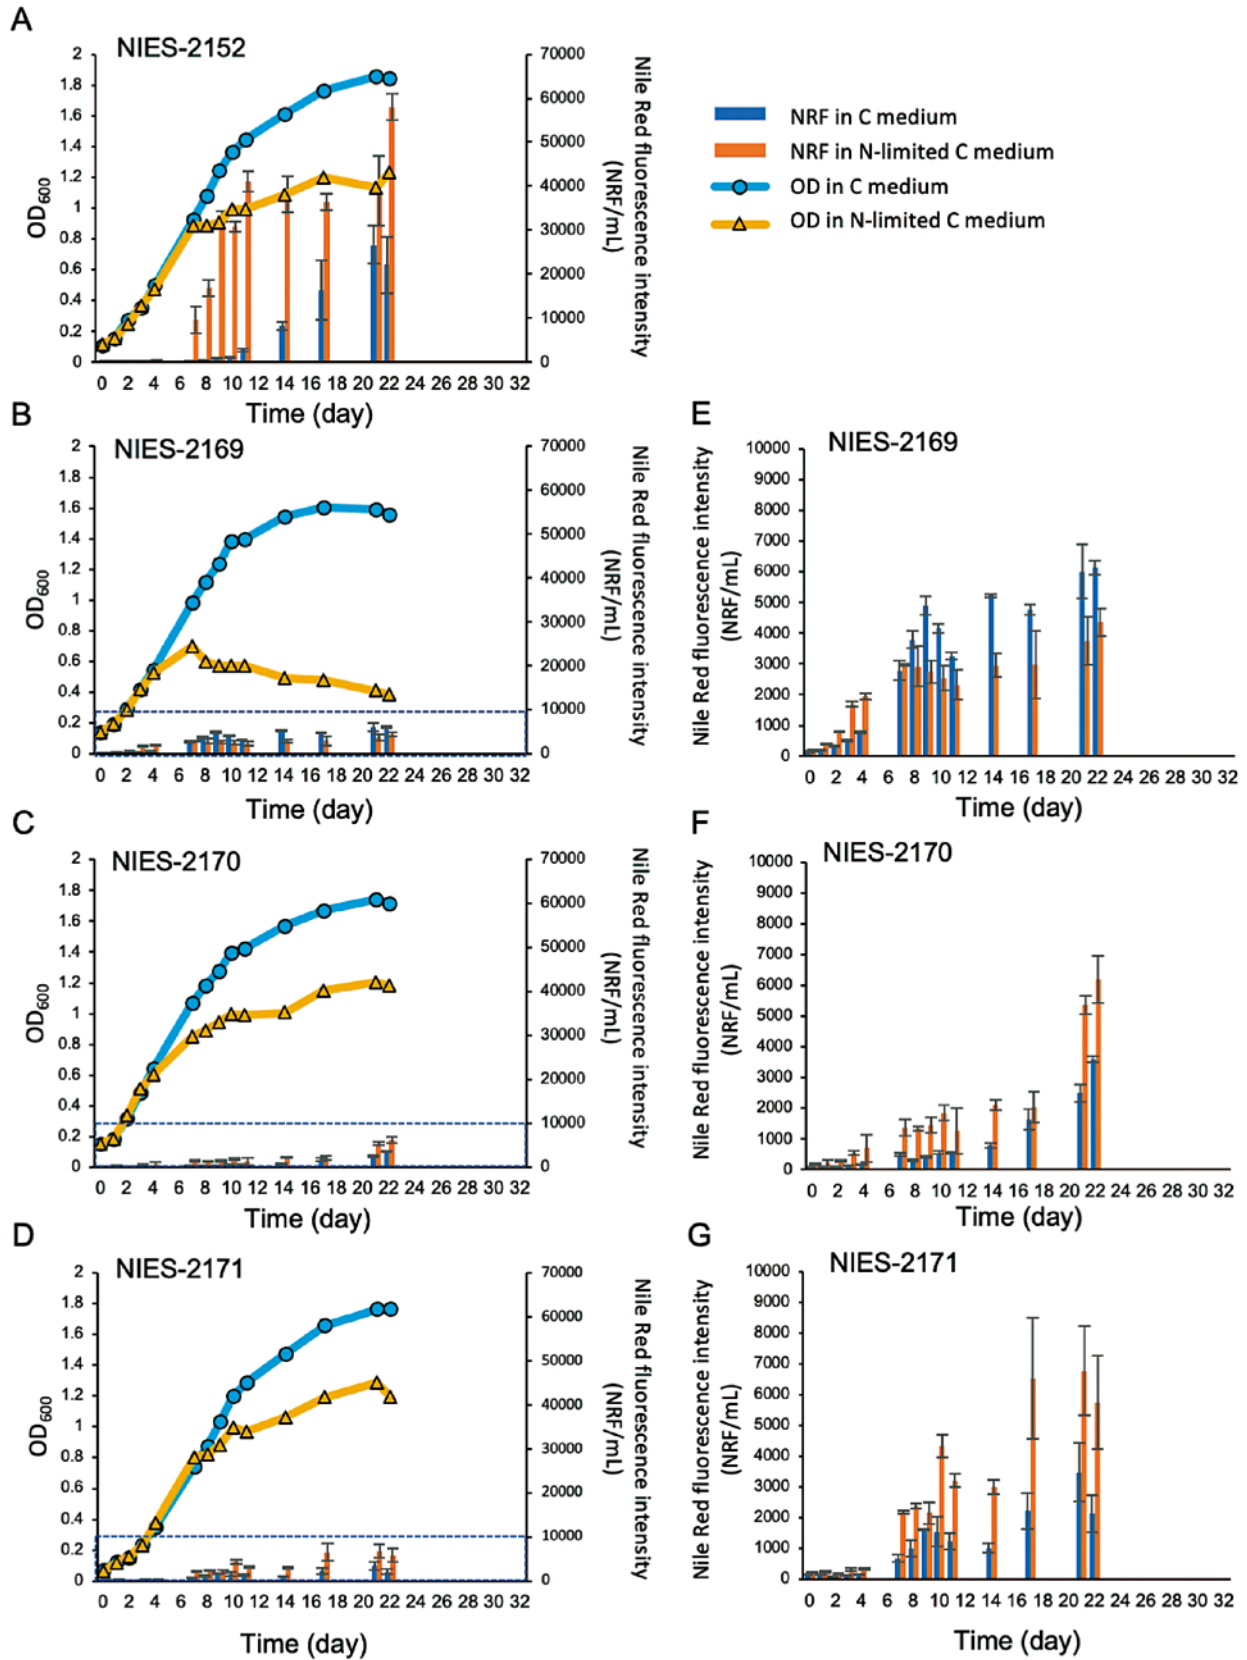 A
NIES-2152
2
1.8
1.6
1.4
1.2
1
0.8
0.6
0.4
0.2
0
OD600
70000
60000
50000
40000
30000
20000
10000
0
Nile Red fluorescence intensity
(NRF/mL)
0 2 4 6 8 10 12 14 16 18 20 22 24 26 28 30 32
Time (day)
NRF in C medium
NRF in N-limited C medium
OD in C medium
OD in N-limited C medium
B
NIES-2169
2
1.8
1.6
1.4
1.2
1
0.8
0.6
0.4
0.2
0
OD600
70000
60000
50000
40000
30000
20000
10000
0
Nile Red fluorescence intensity
(NRF/mL)
0 2 4 6 8 10 12 14 16 18 20 22 24 26 28 30 32
Time (day)
E
NIES-2169
10000
9000
8000
7000
6000
5000
4000
3000
2000
1000
0
Nile Red fluorescence intensity
(NRF/mL)
0 2 4 6 8 10 12 14 16 18 20 22 24 26 28 30 32
Time (day)
C
NIES-2170
2
1.8
1.6
1.4
1.2
1
0.8
0.6
0.4
0.2
0
OD600
70000
60000
50000
40000
30000
20000
10000
0
Nile Red fluorescence intensity
(NRF/mL)
0 2 4 6 8 10 12 14 16 18 20 22 24 26 28 30 32
Time (day)
F
NIES-2170
10000
9000
8000
7000
6000
5000
4000
3000
2000
1000
0
Nile Red fluorescence intensity
(NRF/mL)
0 2 4 6 8 10 12 14 16 18 20 22 24 26 28 30 32
Time (day)
D
NIES-2171
2
1.8
1.6
1.4
1.2
1
0.8
0.6
0.4
0.2
0
OD600
70000
60000
50000
40000
30000
20000
10000
0
Nile Red fluorescence intensity
(NRF/mL)
0 2 4 6 8 10 12 14 16 18 20 22 24 26 28 30 32
Time (day)
G
NIES-2171
10000
9000
8000
7000
6000
5000
4000
3000
2000
1000
0
Nile Red fluorescence intensity
(NRF/mL)
0 2 4 6 8 10 12 14 16 18 20 22 24 26 28 30 32
Time (day)